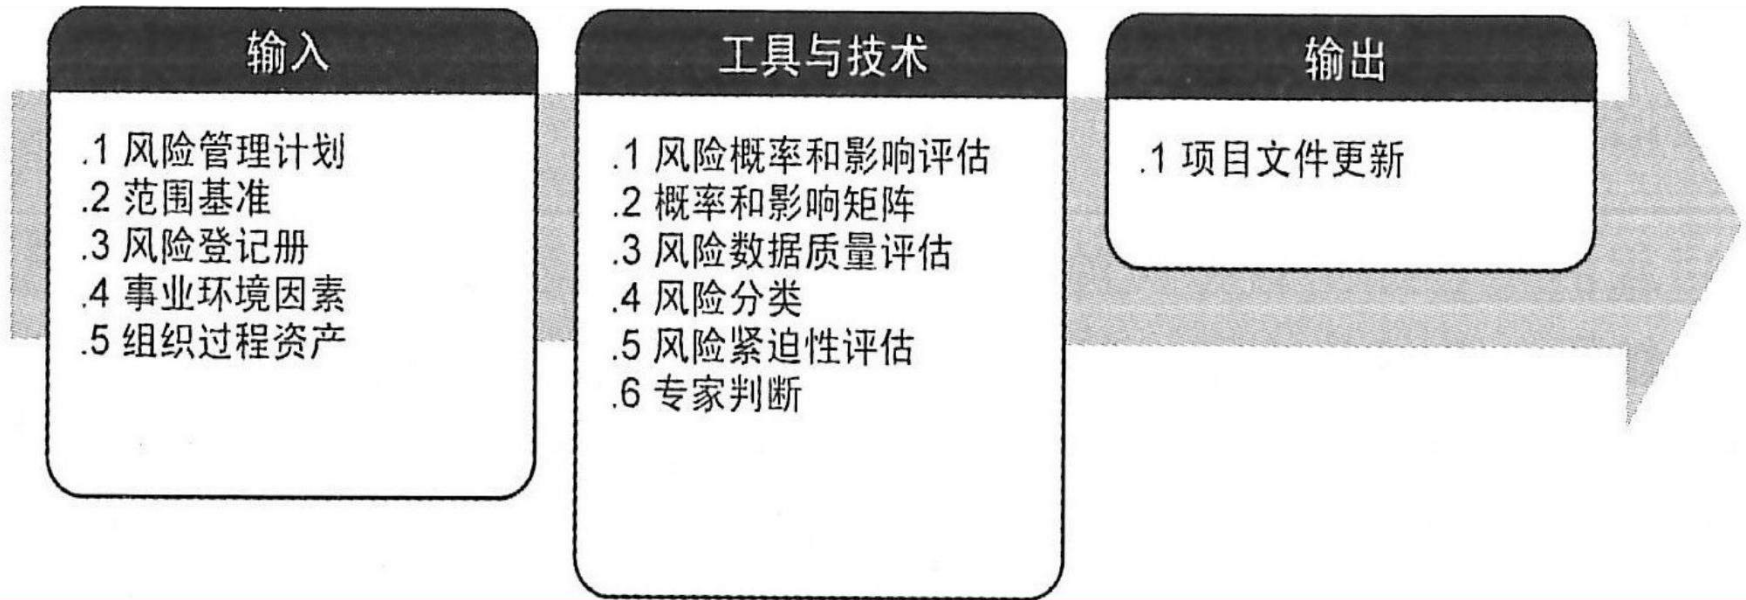 输入
.1 风险管理计划
.2 范围基准
.3 风险登记册
.4 事业环境因素
.5 组织过程资产
工具与技术
.1 风险概率和影响评估
.2 概率和影响矩阵
.3 风险数据质量评估
.4 风险分类
.5 风险紧迫性评估
.6 专家判断
输出
.1 项目文件更新